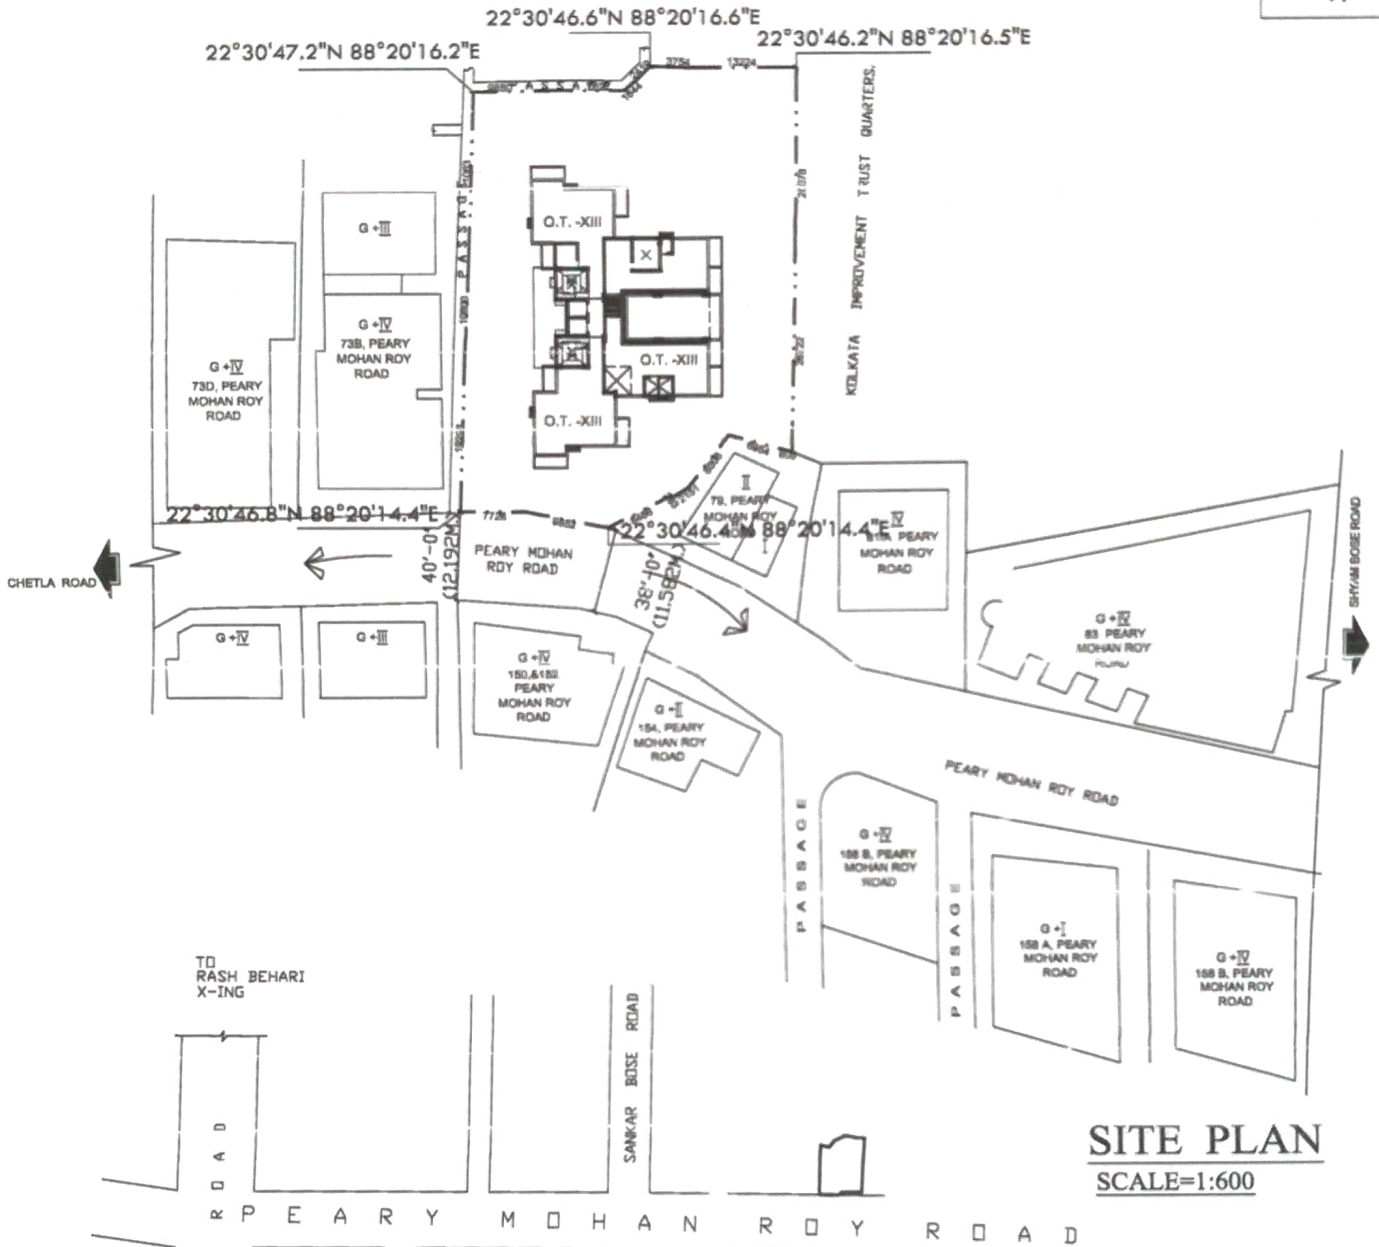 22°30'46.6"N 88°20'16.6"E
22°30'47.2"N 88°20'16.2"E
22°30'46.2"N 88°20'16.5"E
3754
13224
PASSAGE
KOLKATA IMPROVEMENT TRUST QUARTERS.
G+III
O.T. -XIII
G+IV
73B, PEARY
MOHAN ROY
ROAD
G+IV
73D, PEARY
MOHAN ROY
ROAD
O.T. -XIII
O.T. -XIII
II
79, PEARY
MOHAN ROY
I
22°30'46.8"N 88°20'14.4"E
7726
22°30'46.4"N 88°20'14.4"E
IV
PEARY
MOHAN ROY
ROAD
40'-0"
(12.192M.)
PEARY MOHAN
ROY ROAD
38'-10"
(11.582M.)
CHETLA ROAD
SHYAM BOSE ROAD
G+IV
83 PEARY
MOHAN ROY
ROAD
G+IV
G+III
G+IV
150,&152
PEARY
MOHAN ROY
ROAD
G+II
154, PEARY
MOHAN ROY
ROAD
PEARY MOHAN ROY ROAD
PASSAGE
G+IV
158 B, PEARY
MOHAN ROY
ROAD
PASSAGE
G+I
158 A, PEARY
MOHAN ROY
ROAD
G+IV
158 B, PEARY
MOHAN ROY
ROAD
TO
RASH BEHARI
X-ING
SANKAR BOSE ROAD
ROAD
SITE PLAN
SCALE=1:600
PEARY MOHAN ROY ROAD